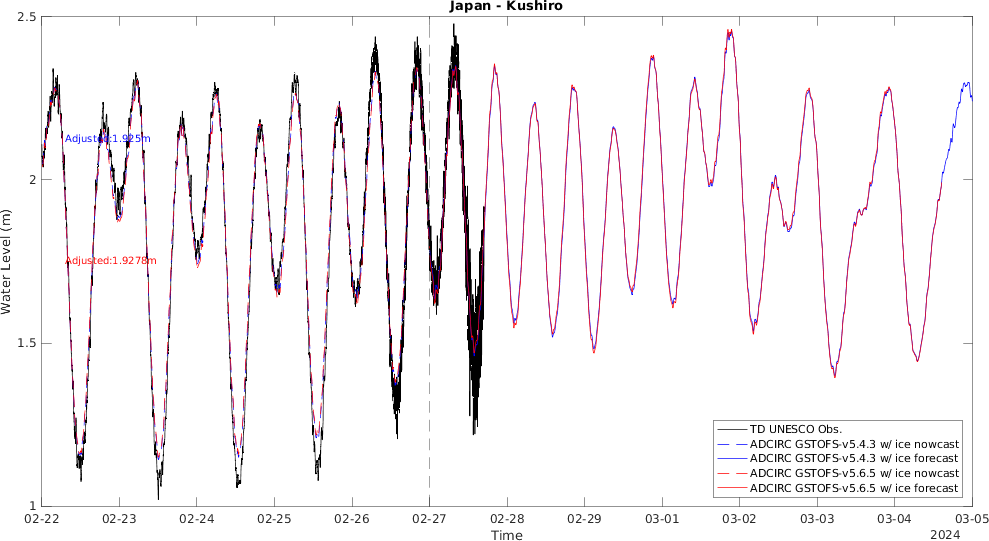 Japan - Kushiro
2.5
2
1.5
1
Water Level (m)
Adjusted:1.925m
Adjusted:1.9278m
TD UNESCO Obs.
ADCIRC GSTOFS-v5.4.3 w/ ice nowcast
ADCIRC GSTOFS-v5.4.3 w/ ice forecast
ADCIRC GSTOFS-v5.6.5 w/ ice nowcast
ADCIRC GSTOFS-v5.6.5 w/ ice forecast
02-22 02-23 02-24 02-25 02-26 02-27 02-28 02-29 03-01 03-02 03-03 03-04 03-05
Time
2024